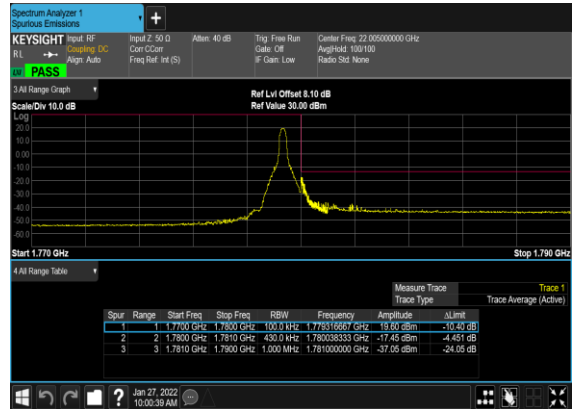 Spectrum Analyzer 1
Spurious Emissions
+
KEYSIGHT Input: RF Input Z: 50 Ω Atten: 40 dB Trig: Free Run Center Freq: 22.005000000 GHz
RL Coupling: DC Corr CCorr Gate: Off Avg|Hold: 100/100
Align: Auto Freq Ref: Int (S) IF Gain: Low Radio Std: None
PASS
3 All Range Graph
Ref Lvl Offset 8.10 dB
Scale/Div 10.0 dB Ref Value 30.00 dBm
Log
20.0
10.0
0.00
-10.0
-20.0
-30.0
-40.0
-50.0
-60.0
Start 1.770 GHz Stop 1.790 GHz
4 All Range Table
Measure Trace Trace 1
Trace Type Trace Average (Active)
Spur Range Start Freq Stop Freq RBW Frequency Amplitude ΔLimit
1 1 1.7700 GHz 1.7800 GHz 100.0 kHz 1.779316667 GHz 19.60 dBm -10.40 dB
2 2 1.7800 GHz 1.7810 GHz 430.0 kHz 1.780038333 GHz -17.45 dBm -4.451 dB
3 3 1.7810 GHz 1.7900 GHz 1.000 MHz 1.781000000 GHz -37.05 dBm -24.05 dB
? Jan 27, 2022
10:00:39 AM